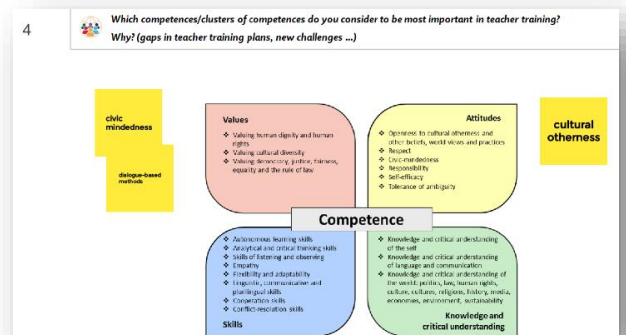 4
Which competences/clusters of competences do you consider to be most important in teacher training?
Why? (gaps in teacher training plans, new challenges ...)
civic
mindedness
dialogue-based
methods
Values
❖ Valuing human dignity and human
rights
❖ Valuing cultural diversity
❖ Valuing democracy, justice, fairness,
equality and the rule of law
Attitudes
❖ Openness to cultural otherness and
other beliefs, world views and practices
❖ Respect
❖ Civic-mindedness
❖ Responsibility
❖ Self-efficacy
❖ Tolerance of ambiguity
cultural
otherness
Competence
❖ Autonomous learning skills
❖ Analytical and critical thinking skills
❖ Skills of listening and observing
❖ Empathy
❖ Flexibility and adaptability
❖ Linguistic, communicative and
plurilingual skills
❖ Cooperation skills
❖ Conflict-resolution skills
Skills
❖ Knowledge and critical understanding
of the self
❖ Knowledge and critical understanding
of language and communication
❖ Knowledge and critical understanding of
the world: politics, law, human rights,
culture, cultures, religions, history, media,
economies, environment, sustainability
Knowledge and
critical understanding